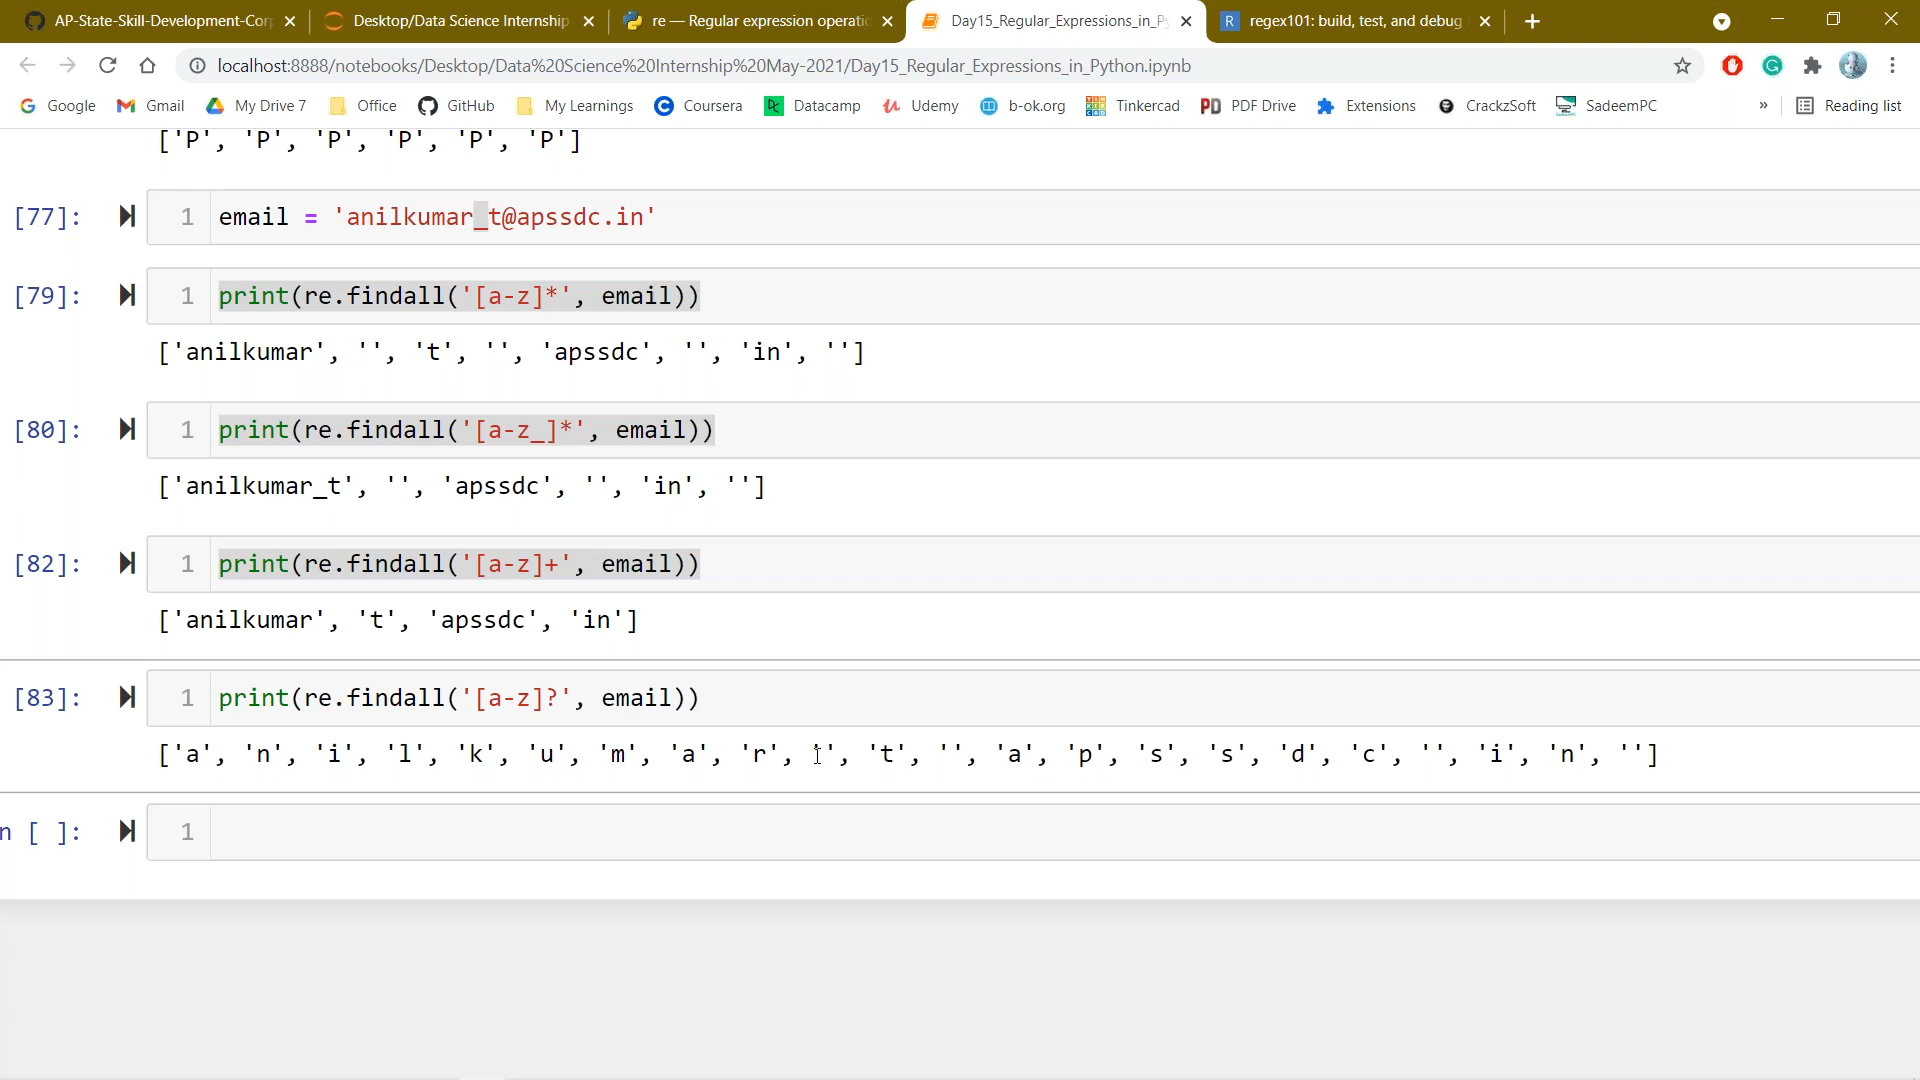 AP-State-Skill-Development-Cor
Desktop/Data Science Internship
re — Regular expression operatio
Day15_Regular_Expressions_in_Py
regex101: build, test, and debug
localhost:8888/notebooks/Desktop/Data%20Science%20Internship%20May-2021/Day15_Regular_Expressions_in_Python.ipynb
Google Gmail My Drive 7 Office GitHub My Learnings Coursera Datacamp Udemy b-ok.org Tinkercad PDF Drive Extensions CrackzSoft SadeemPC » Reading list
['P', 'P', 'P', 'P', 'P', 'P']
[77]: 1 email = 'anilkumar_t@apssdc.in'
[79]: 1 print(re.findall('[a-z]*', email))
['anilkumar', '', 't', '', 'apssdc', '', 'in', '']
[80]: 1 print(re.findall('[a-z_]*', email))
['anilkumar_t', '', 'apssdc', '', 'in', '']
[82]: 1 print(re.findall('[a-z]+', email))
['anilkumar', 't', 'apssdc', 'in']
[83]: 1 print(re.findall('[a-z]?', email))
['a', 'n', 'i', 'l', 'k', 'u', 'm', 'a', 'r', '', 't', '', 'a', 'p', 's', 's', 'd', 'c', '', 'i', 'n', '']
n [ ]: 1